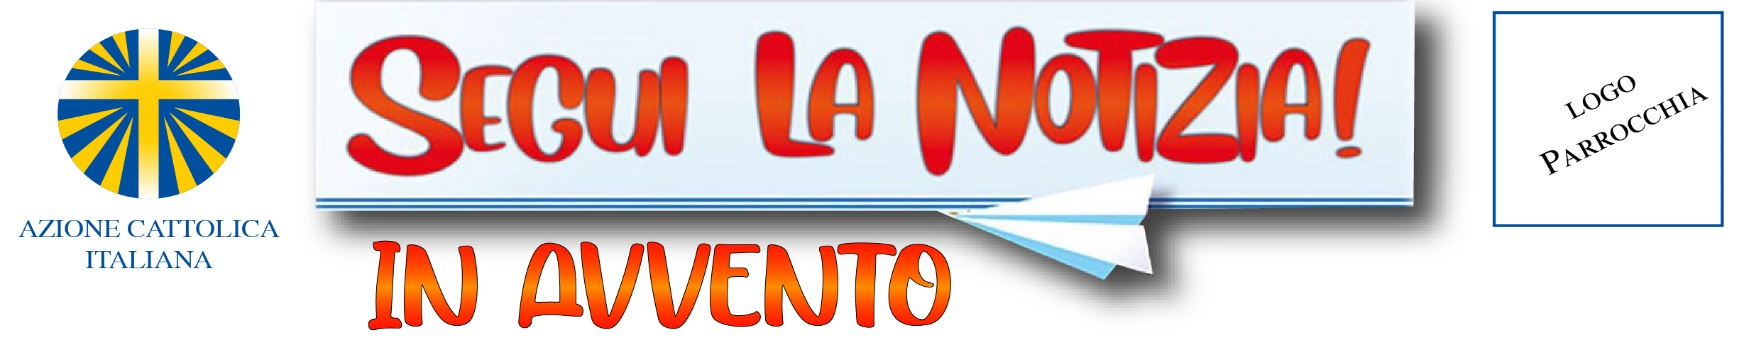 SEGUI LA NOTIZIA!
IN AVVENTO
AZIONE CATTOLICA
ITALIANA
LOGO
PARROCCHIA